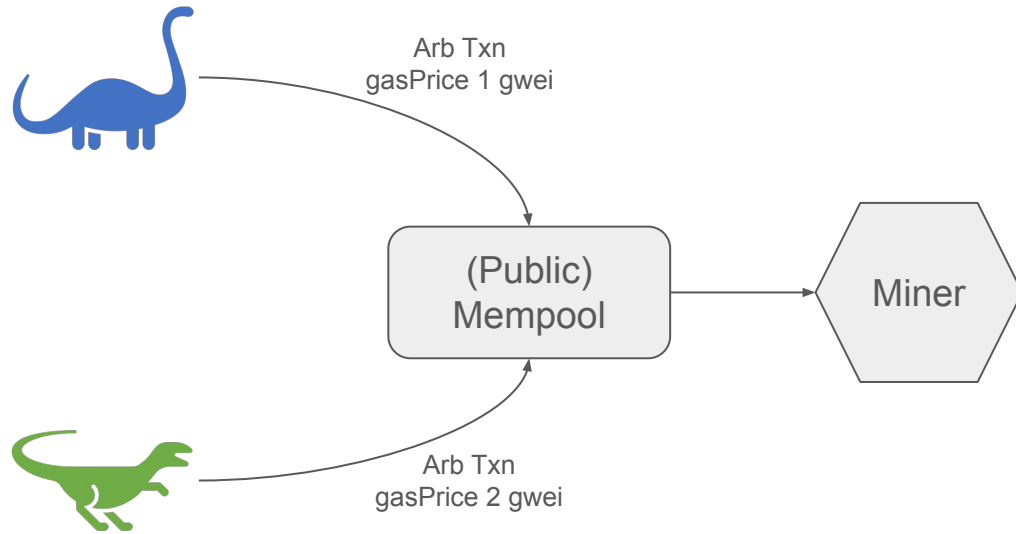 Arb Txn
gasPrice 1 gwei
(Public)
Mempool
Miner
Arb Txn
gasPrice 2 gwei